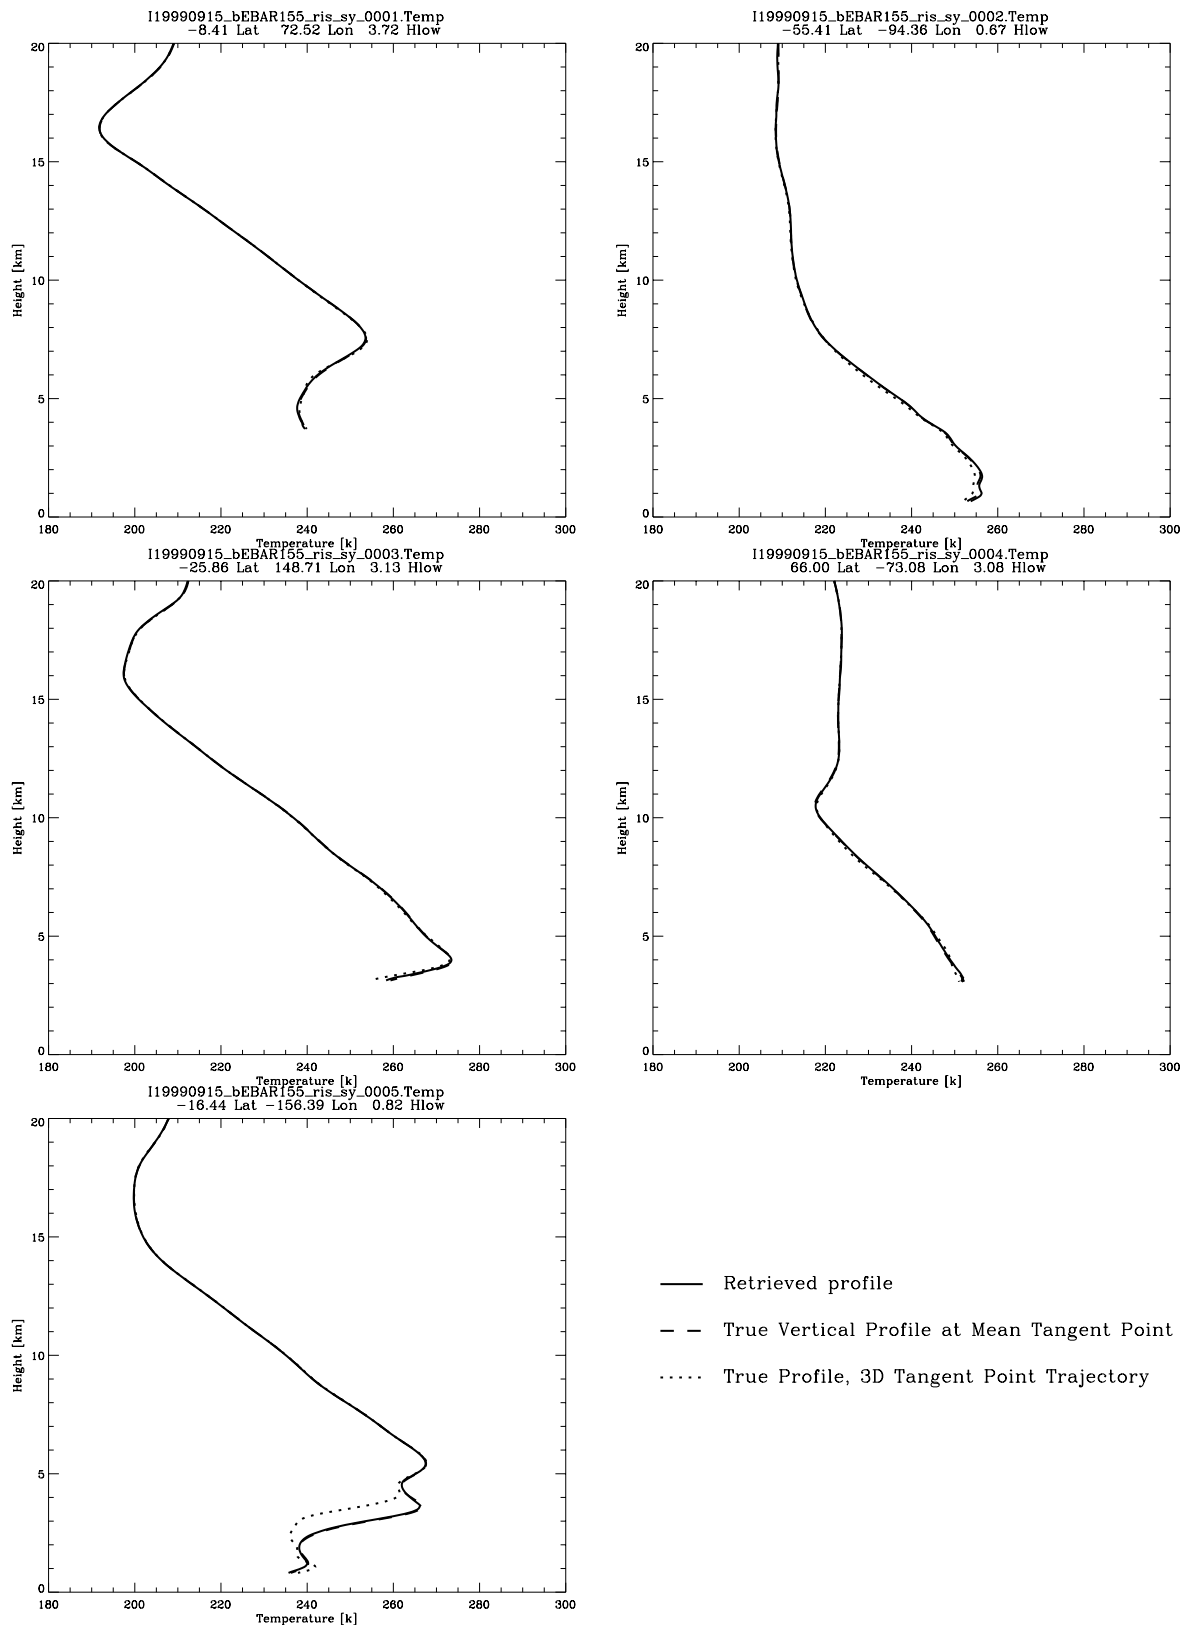 I19990915_bEBAR155_ris_sy_0001.Temp
-8.41 Lat 72.52 Lon 3.72 Hlow
20
15
10
5
0
Height [km]
180 200 220 240 260 280 300
Temperature [k]
I19990915_bEBAR155_ris_sy_0002.Temp
-55.41 Lat -94.36 Lon 0.67 Hlow
20
15
10
5
0
Height [km]
180 200 220 240 260 280 300
Temperature [k]
I19990915_bEBAR155_ris_sy_0003.Temp
-25.86 Lat 148.71 Lon 3.13 Hlow
20
15
10
5
0
Height [km]
180 200 220 240 260 280 300
Temperature [k]
I19990915_bEBAR155_ris_sy_0004.Temp
66.00 Lat -73.08 Lon 3.08 Hlow
20
15
10
5
0
Height [km]
180 200 220 240 260 280 300
Temperature [k]
I19990915_bEBAR155_ris_sy_0005.Temp
-16.44 Lat -156.39 Lon 0.82 Hlow
20
15
10
5
0
Height [km]
180 200 220 240 260 280 300
Temperature [k]
Retrieved profile
True Vertical Profile at Mean Tangent Point
True Profile, 3D Tangent Point Trajectory